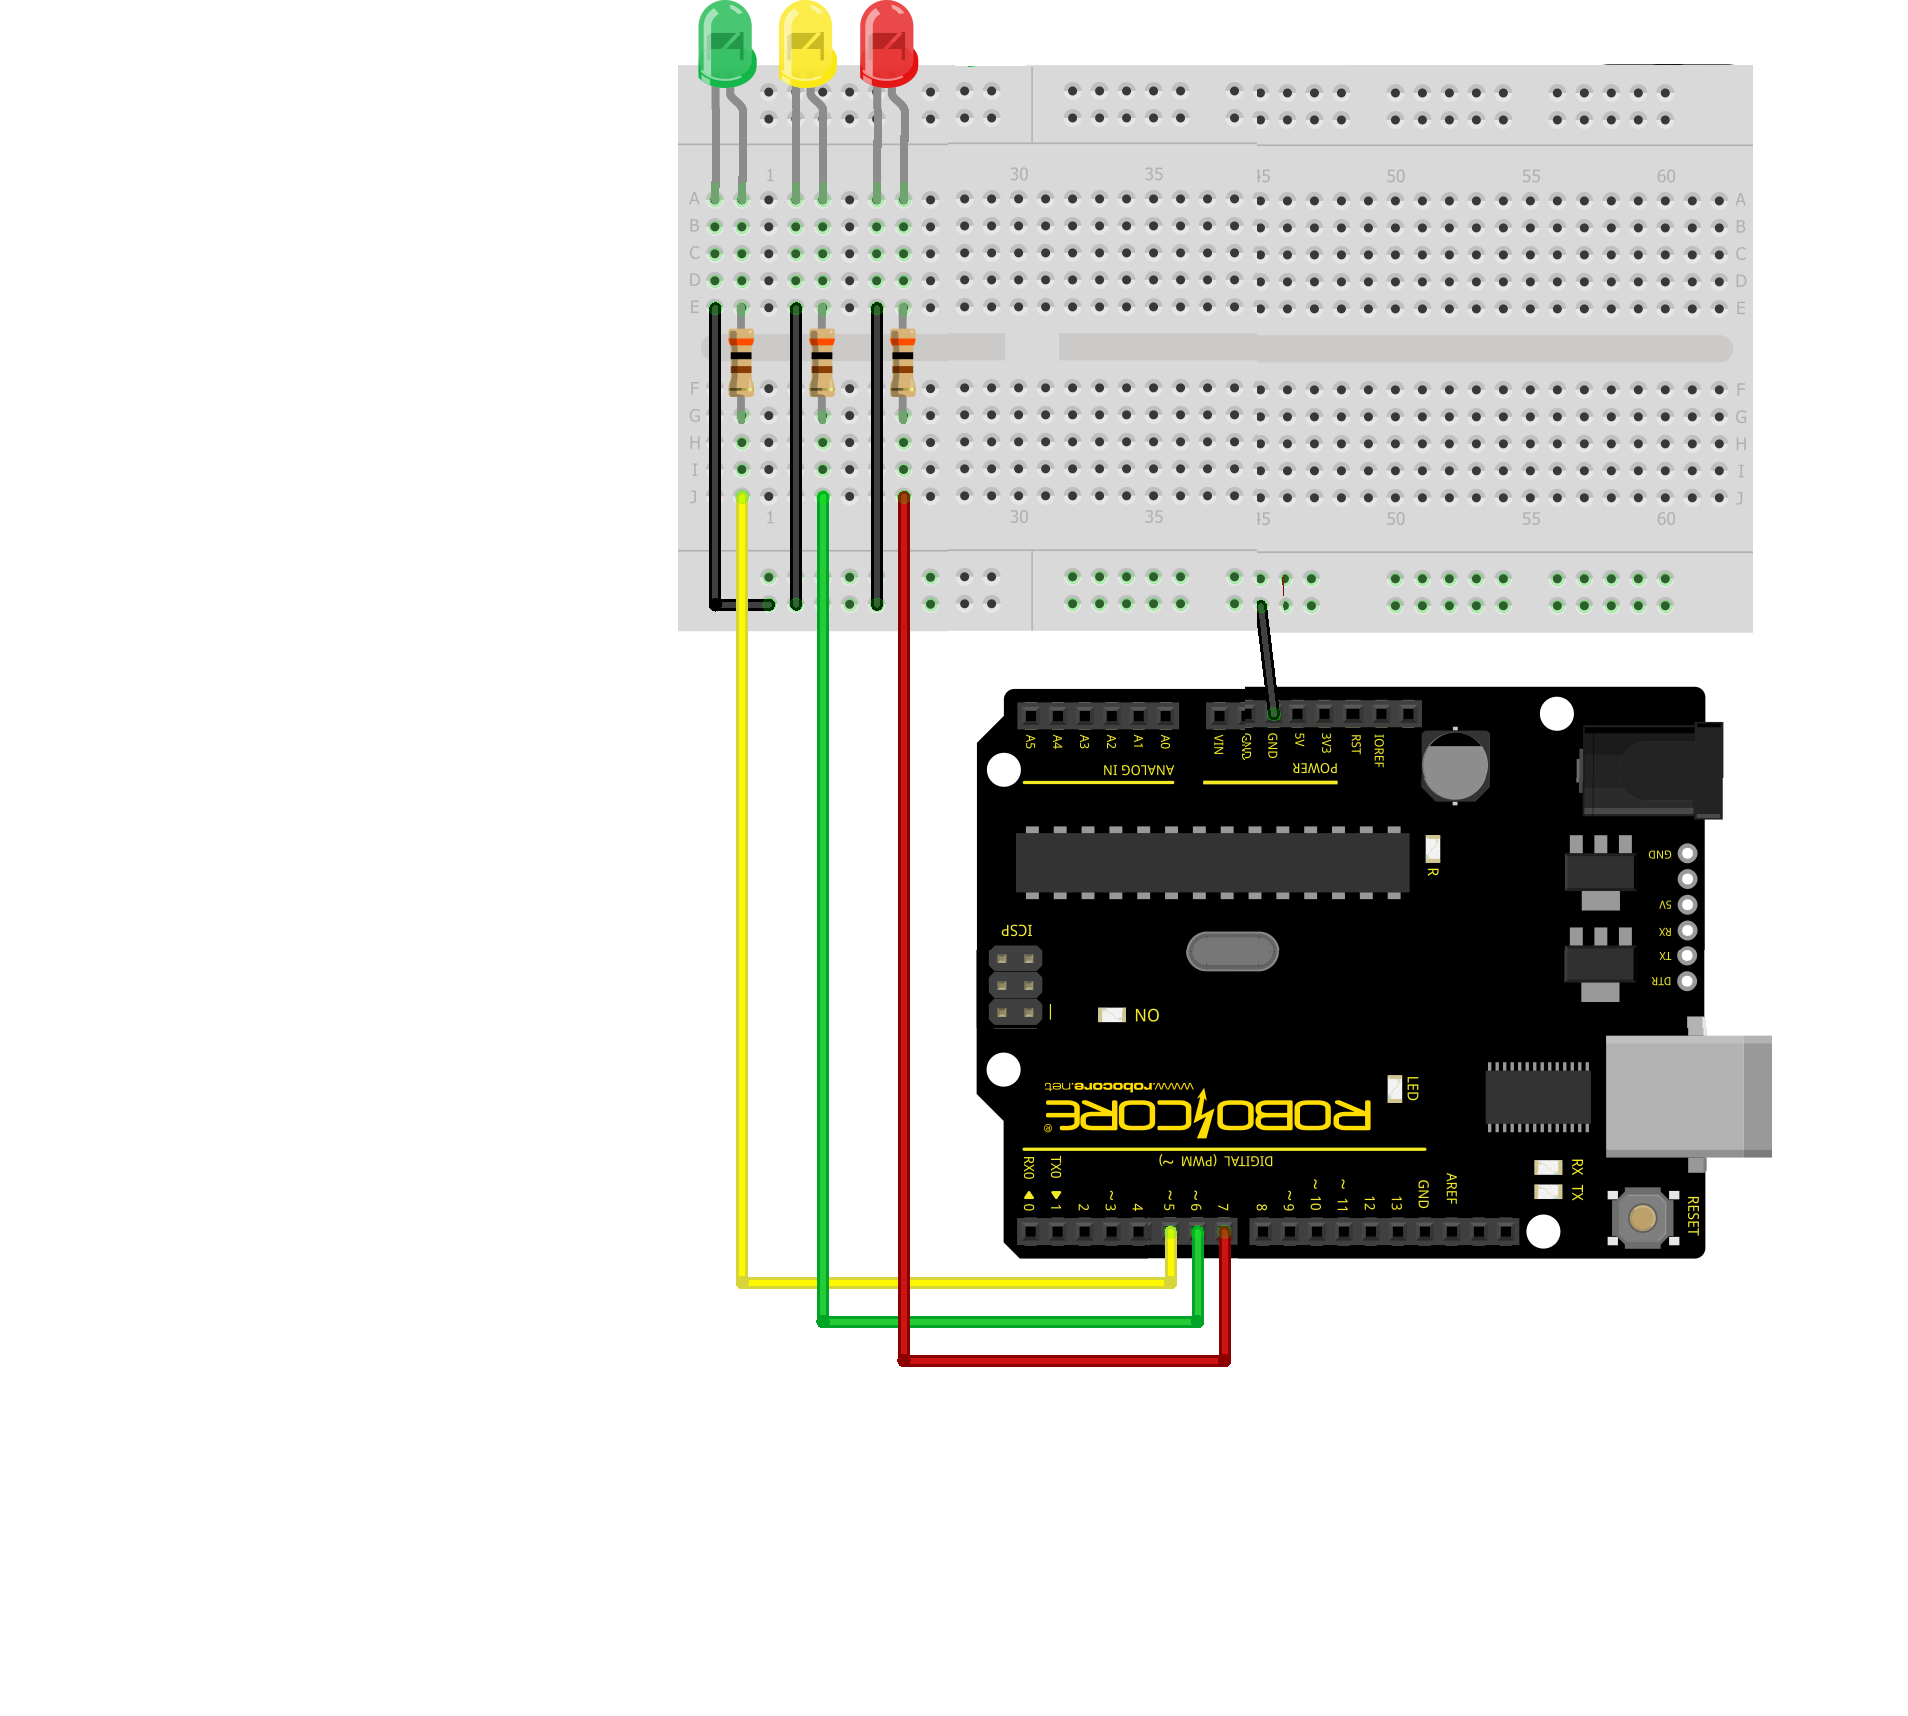 1 30 35 45 50 55 60
A A
B B
C C
D D
E E
F F
G G
H H
I I
J J
1 30 35 45 50 55 60
A5 A4 A3 A2 A1 A0 VIN GND GND 5V 3V3 RST IOREF
ANALOG IN POWER
R
GND
5V
RX
TX
DTR
ICSP
ON
LED
www.robocore.net
ROBOCORE®
DIGITAL (PWM ~)
RX0 TX0
0 1 2 ~3 4 ~5 ~6 7 8 ~9 ~10 ~11 12 13 GND AREF
RX
TX
RESET